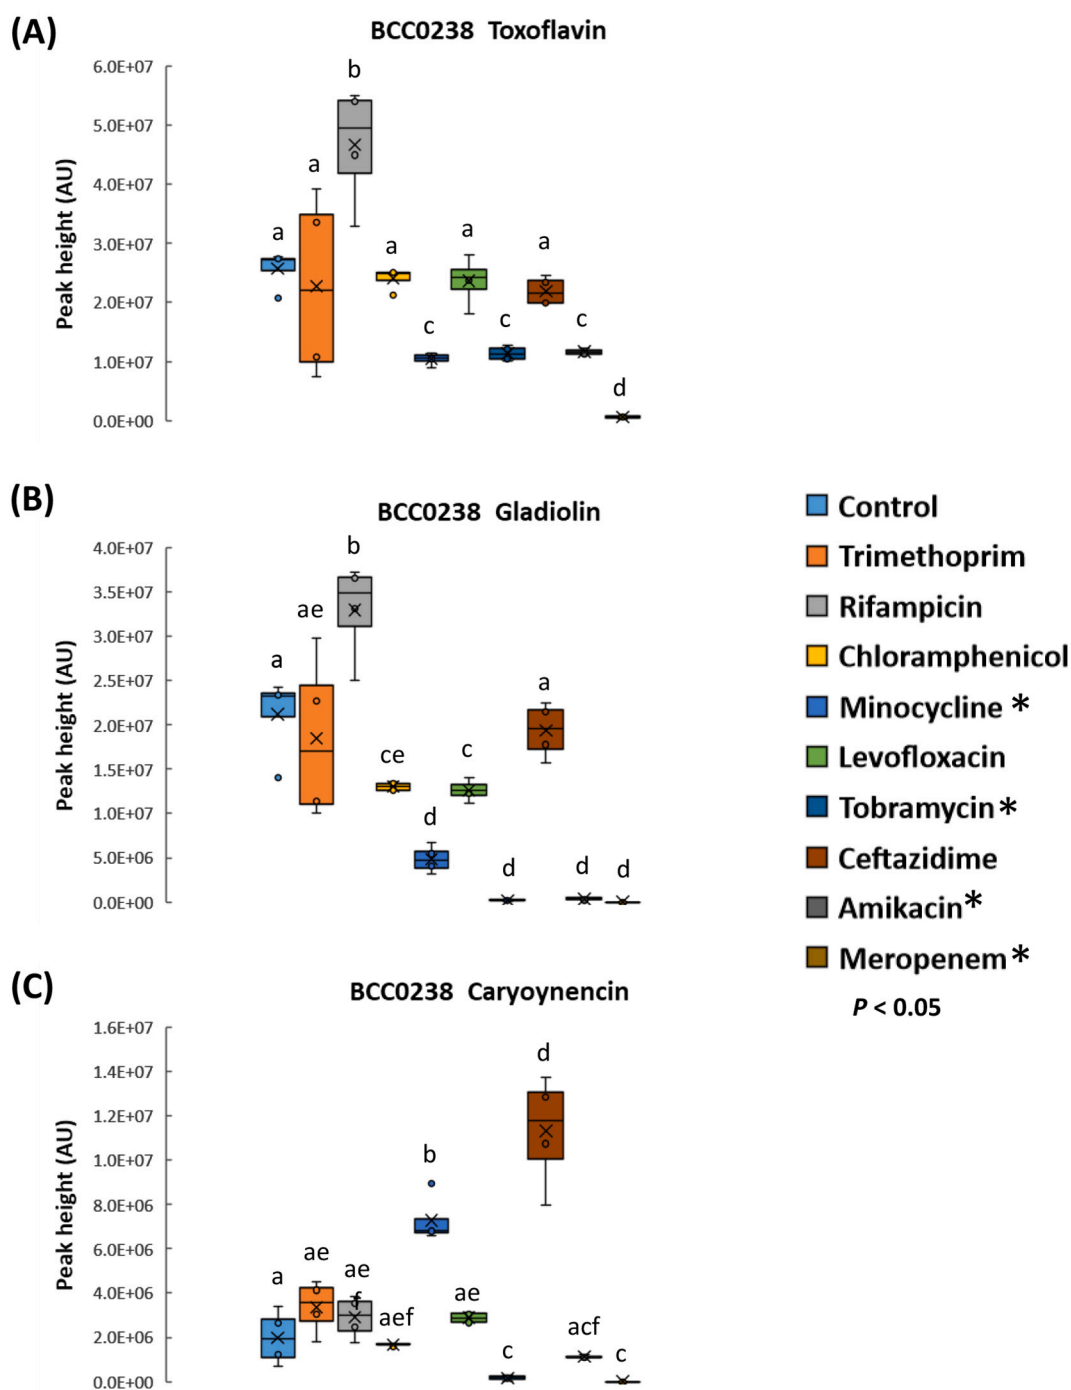 (A)
BCC0238 Toxoflavin
Peak height (AU)
6.0E+07
5.0E+07
4.0E+07
3.0E+07
2.0E+07
1.0E+07
0.0E+00
a
a
b
a
c
a
c
a
c
d
(B)
BCC0238 Gladiolin
Peak height (AU)
4.0E+07
3.5E+07
3.0E+07
2.5E+07
2.0E+07
1.5E+07
1.0E+07
5.0E+06
0.0E+00
a
ae
b
ce
d
c
d
a
d
d
Control
Trimethoprim
Rifampicin
Chloramphenicol
Minocycline *
Levofloxacin
Tobramycin*
Ceftazidime
Amikacin*
Meropenem*
P < 0.05
(C)
BCC0238 Caryoynencin
Peak height (AU)
1.6E+07
1.4E+07
1.2E+07
1.0E+07
8.0E+06
6.0E+06
4.0E+06
2.0E+06
0.0E+00
a
ae
ae
f
aef
b
ae
c
d
acf
c